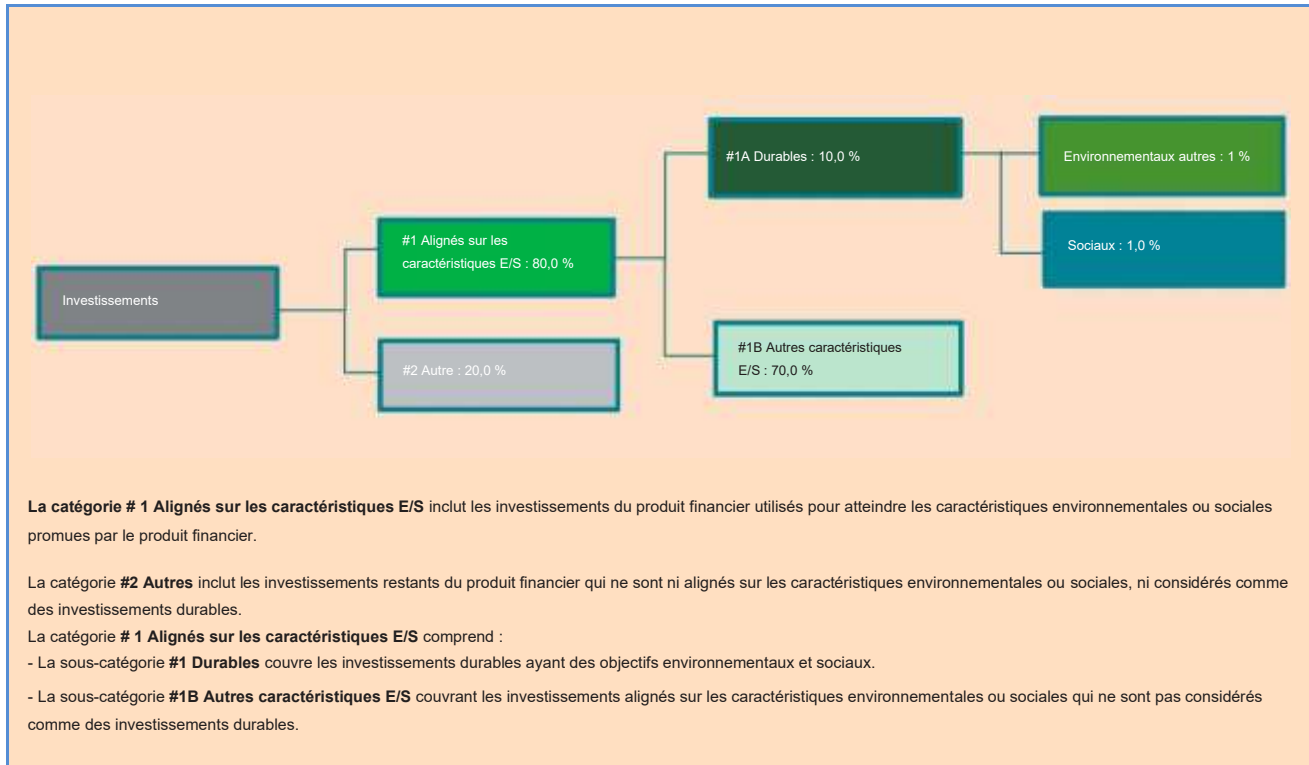 #1A Durables : 10,0 %
Environnementaux autres : 1 %
#1 Alignés sur les
caractéristiques E/S : 80,0 %
Sociaux : 1,0 %
Investissements
#2 Autre : 20,0 %
#1B Autres caractéristiques
E/S : 70,0 %
La catégorie # 1 Alignés sur les caractéristiques E/S inclut les investissements du produit financier utilisés pour atteindre les caractéristiques environnementales ou sociales
promues par le produit financier.
La catégorie #2 Autres inclut les investissements restants du produit financier qui ne sont ni alignés sur les caractéristiques environnementales ou sociales, ni considérés comme
des investissements durables.
La catégorie # 1 Alignés sur les caractéristiques E/S comprend :
- La sous-catégorie #1 Durables couvre les investissements durables ayant des objectifs environnementaux et sociaux.
- La sous-catégorie #1B Autres caractéristiques E/S couvrant les investissements alignés sur les caractéristiques environnementales ou sociales qui ne sont pas considérés
comme des investissements durables.